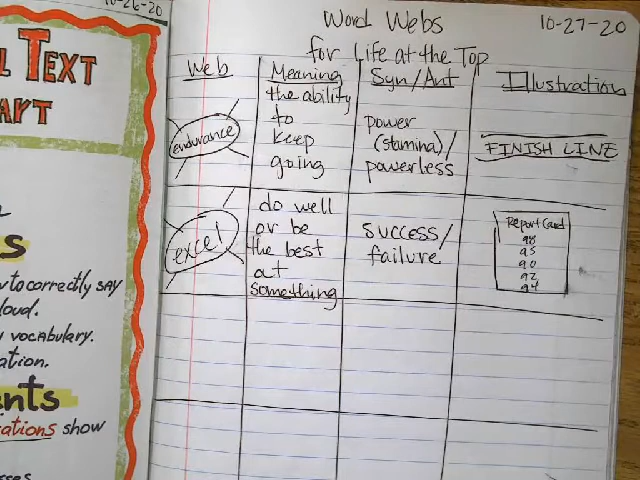 10-26-20
L TEXT
ART
S
to correctly say
loud.
vocabulary.
ation.
nts
ations show
Word Webs
10-27-20
for Life at the Top
Web
Meaning
Syn/Ant
Illustration
endurance
the ability
to
keep
going
power
(stamina)/
powerless
FINISH LINE
excel
do well
or be
the best
at
something
success/
failure
Report Card
98
95
90
92
94